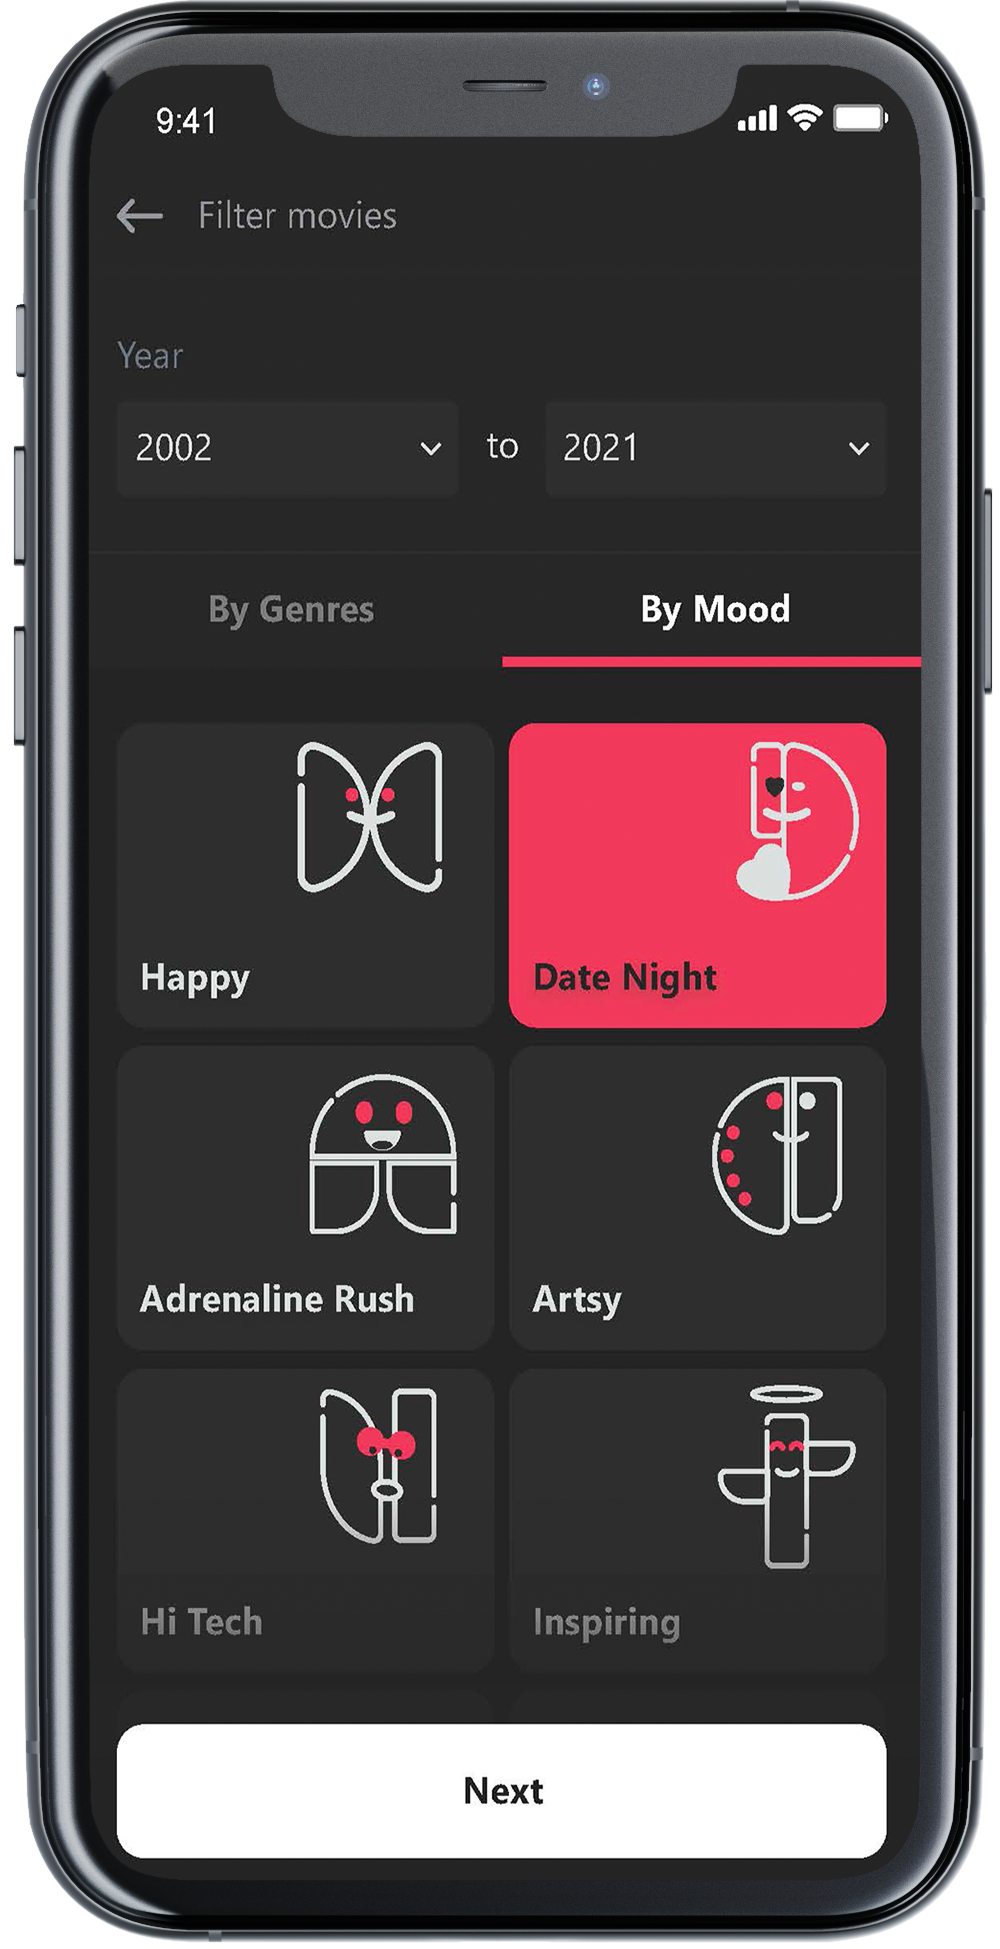 9:41
Filter movies
Year
2002 to 2021
By Genres By Mood
Happy Date Night
Adrenaline Rush Artsy
Hi Tech Inspiring
Next